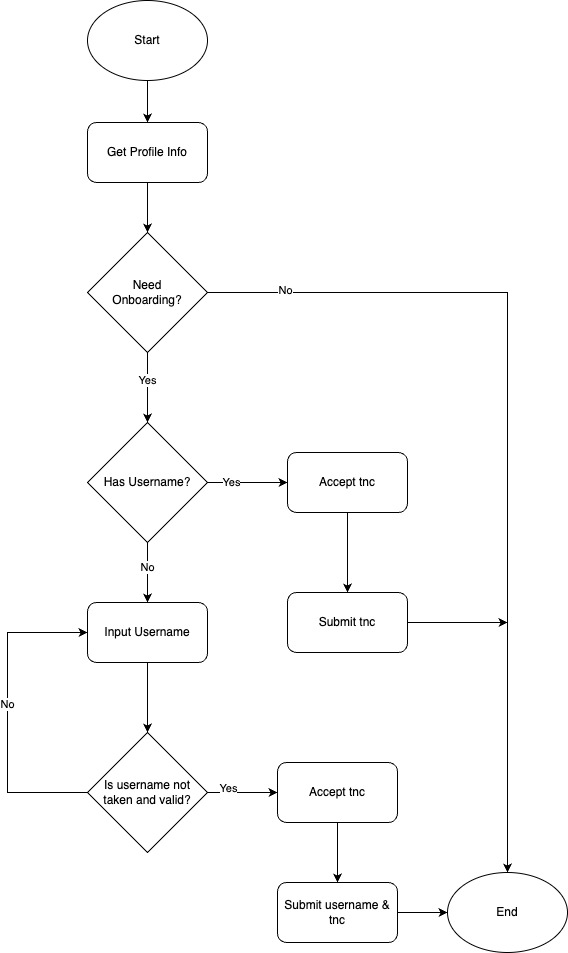 Start
Get Profile Info
Need
Onboarding?
No
Yes
Has Username?
Yes
Accept tnc
No
Submit tnc
Input Username
No
Is username not
taken and valid?
Yes
Accept tnc
Submit username &
tnc
End